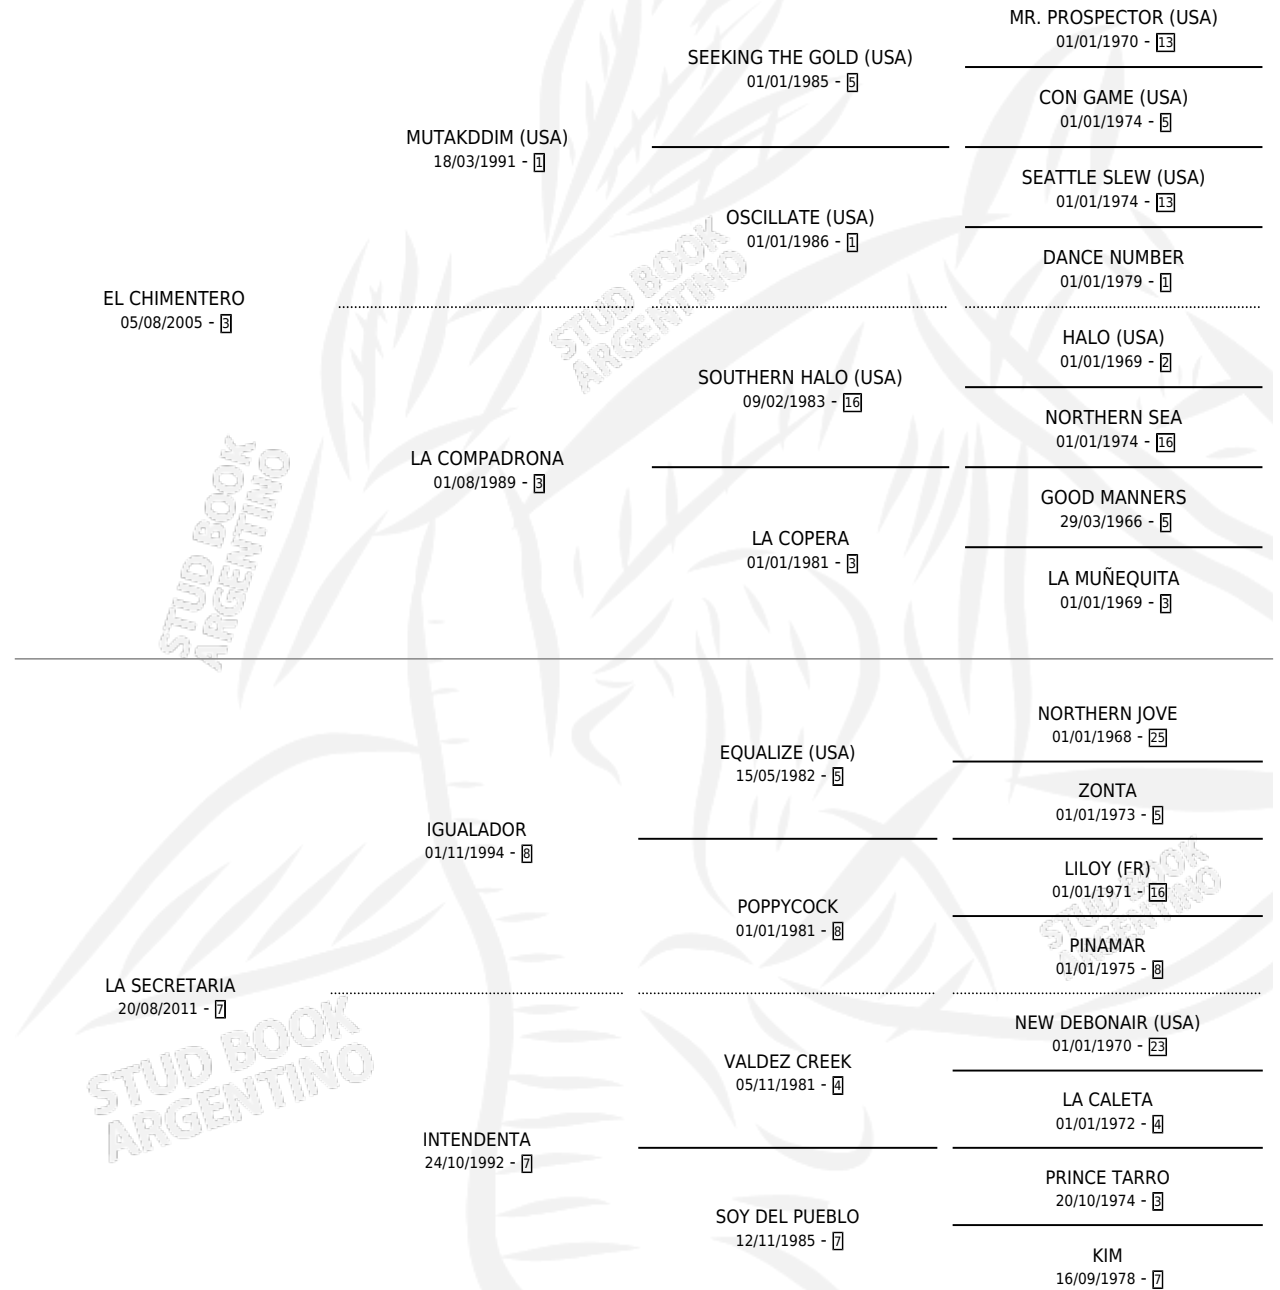 MR. PROSPECTOR (USA)
01/01/1970 - 13
SEEKING THE GOLD (USA)
01/01/1985 - 5
CON GAME (USA)
01/01/1974 - 5
MUTAKDDIM (USA)
18/03/1991 - 1
SEATTLE SLEW (USA)
01/01/1974 - 13
OSCILLATE (USA)
01/01/1986 - 1
DANCE NUMBER
01/01/1979 - 1
EL CHIMENTERO
05/08/2005 - 3
STUD BOOK
ARGENTINO
HALO (USA)
01/01/1969 - 2
SOUTHERN HALO (USA)
09/02/1983 - 16
NORTHERN SEA
01/01/1974 - 16
LA COMPADRONA
01/08/1989 - 3
GOOD MANNERS
29/03/1966 - 5
LA COPERA
01/01/1981 - 3
LA MUÑEQUITA
01/01/1969 - 3
STUD BOOK
ARGENTINO
NORTHERN JOVE
01/01/1968 - 25
EQUALIZE (USA)
15/05/1982 - 5
ZONTA
01/01/1973 - 5
IGUALADOR
01/11/1994 - 8
LILOY (FR)
01/01/1971 - 16
POPPYCOCK
01/01/1981 - 8
STUD BOOK
ARGENTINO
PINAMAR
01/01/1975 - 8
LA SECRETARIA
20/08/2011 - 7
NEW DEBONAIR (USA)
01/01/1970 - 23
VALDEZ CREEK
05/11/1981 - 4
LA CALETA
01/01/1972 - 4
STUD BOOK
ARGENTINO
INTENDENTA
24/10/1992 - 7
PRINCE TARRO
20/10/1974 - 3
SOY DEL PUEBLO
12/11/1985 - 7
KIM
16/09/1978 - 7